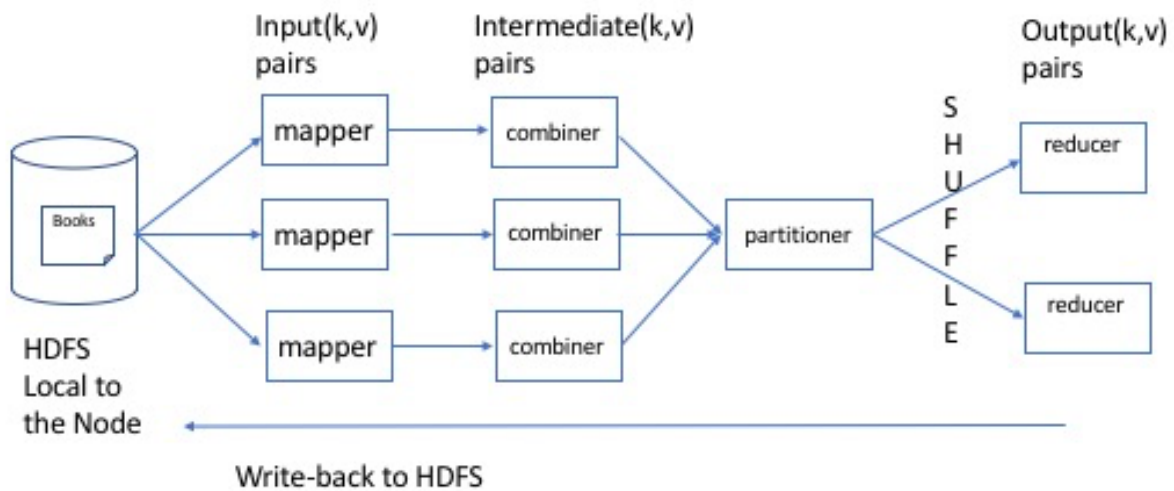 Input(k,v)
pairs
Intermediate(k,v)
pairs
Output(k,v)
pairs
mapper
combiner
S
H
U
F
F
L
E
reducer
Books
mapper
combiner
partitioner
mapper
combiner
reducer
HDFS
Local to
the Node
Write-back to HDFS